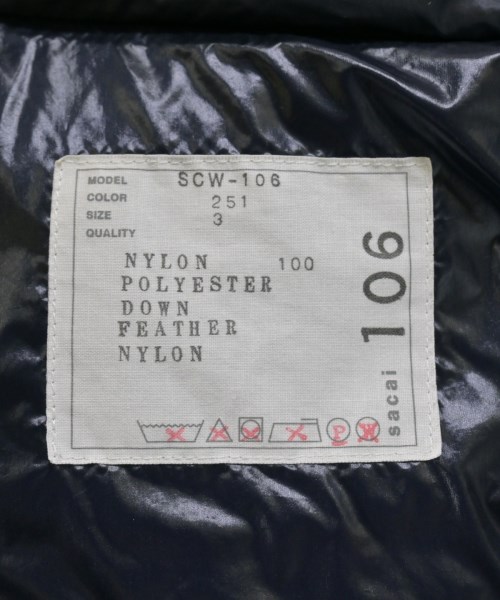 MODEL SCW-106
COLOR 251
SIZE 3
QUALITY
NYLON 100
POLYESTER
DOWN
FEATHER
NYLON
P W
sacai 106